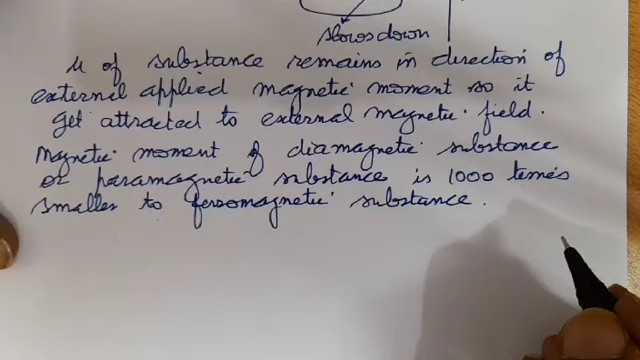 slows down
μ of substance remains in direction of
external applied magnetic moment so it
get attracted to external magnetic field.
Magnetic moment of diamagnetic substance
or paramagnetic substance is 1000 times
smaller to ferromagnetic substance.